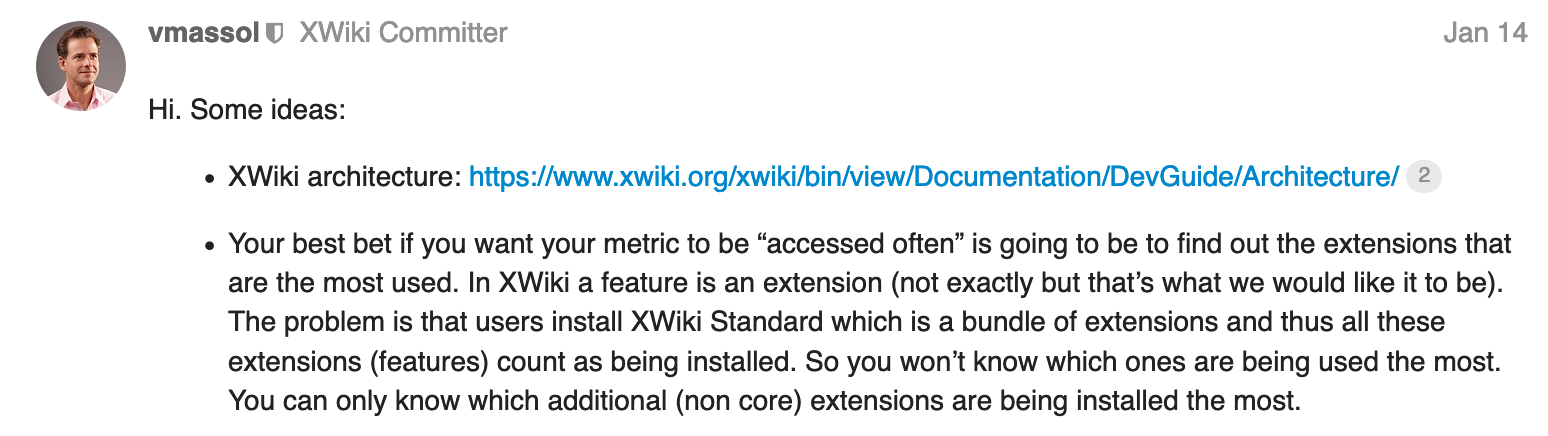 vmassol XWiki Committer Jan 14
Hi. Some ideas:
• XWiki architecture: https://www.xwiki.org/xwiki/bin/view/Documentation/DevGuide/Architecture/ 2
• Your best bet if you want your metric to be “accessed often” is going to be to find out the extensions that
are the most used. In XWiki a feature is an extension (not exactly but that’s what we would like it to be).
The problem is that users install XWiki Standard which is a bundle of extensions and thus all these
extensions (features) count as being installed. So you won’t know which ones are being used the most.
You can only know which additional (non core) extensions are being installed the most.